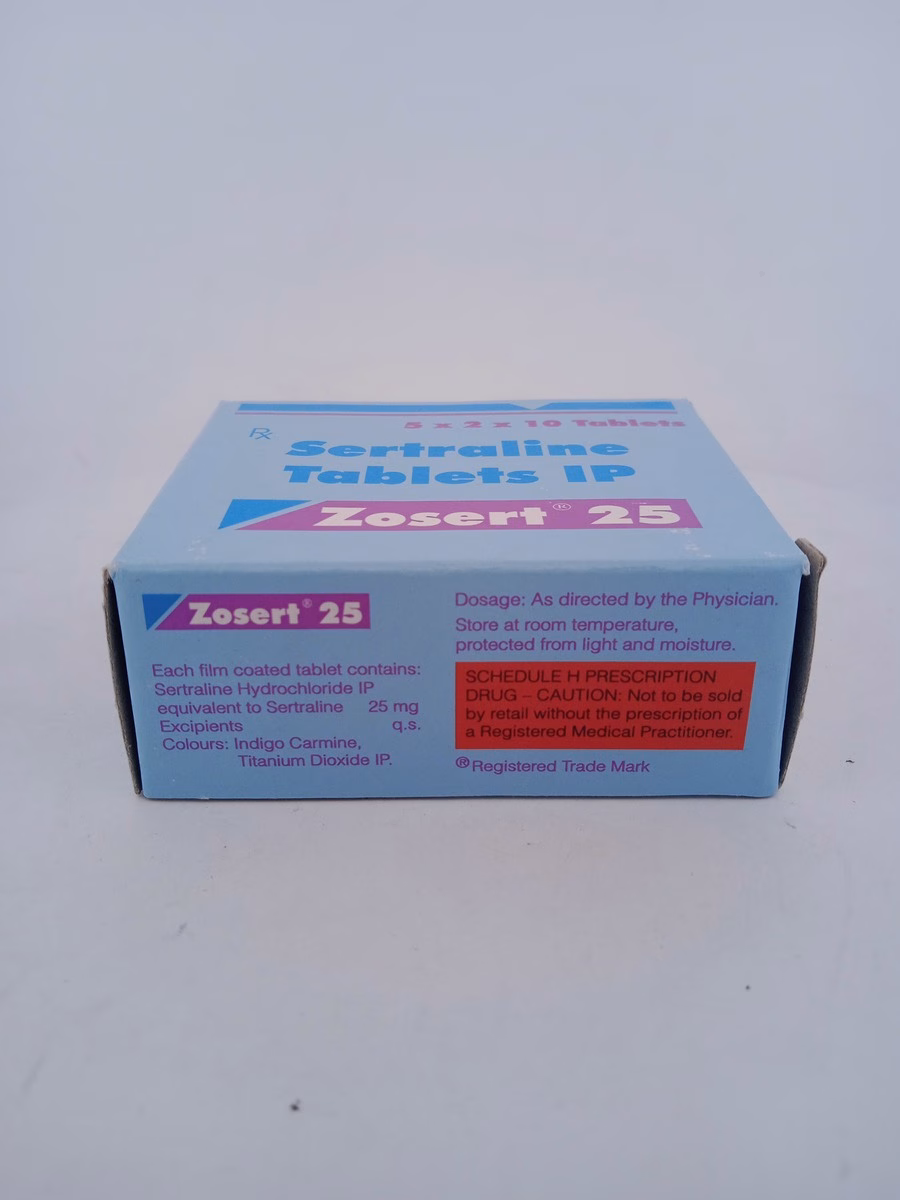 5 x 2 x 10 Tablets
Rx Sertraline
Tablets IP
Zosert® 25
Zosert® 25
Each film coated tablet contains:
Sertraline Hydrochloride IP
equivalent to Sertraline 25 mg
Excipients q.s.
Colours: Indigo Carmine,
Titanium Dioxide IP.
Dosage: As directed by the Physician.
Store at room temperature,
protected from light and moisture.
SCHEDULE H PRESCRIPTION
DRUG – CAUTION: Not to be sold
by retail without the prescription of
a Registered Medical Practitioner.
® Registered Trade Mark